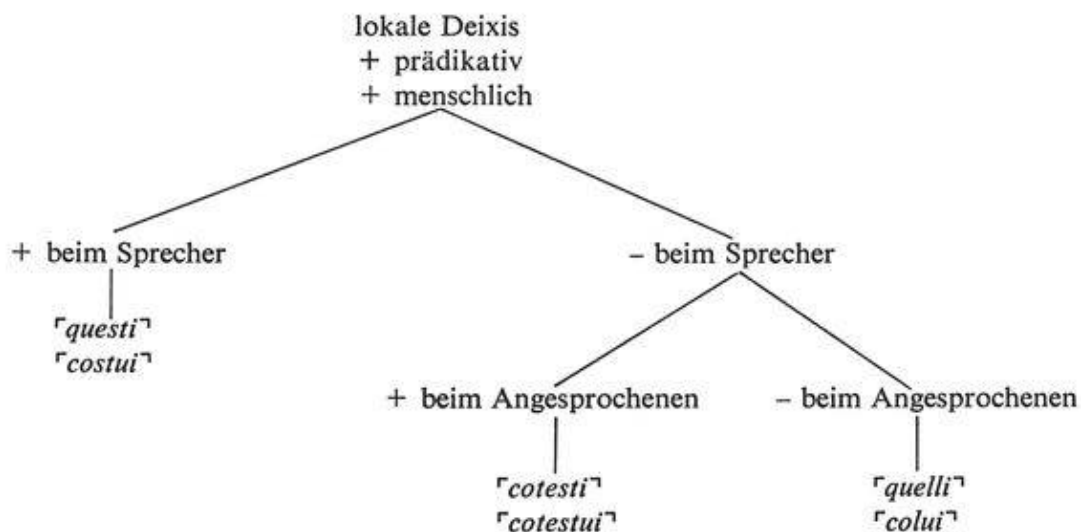 lokale Deixis
+ prädikativ
+ menschlich
+ beim Sprecher
– beim Sprecher
⌜questi⌝
⌜costui⌝
+ beim Angesprochenen
– beim Angesprochenen
⌜cotesti⌝
⌜cotestui⌝
⌜quelli⌝
⌜colui⌝